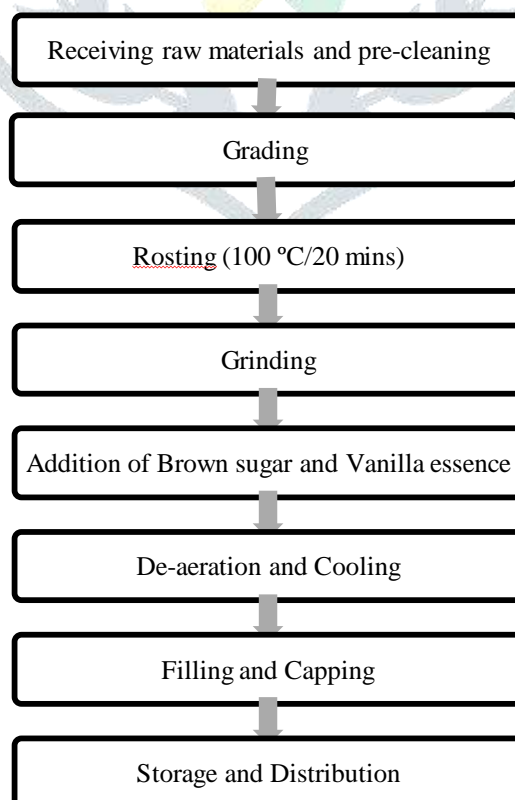 Receiving raw materials and pre-cleaning
Grading
Rosting (100 ºC/20 mins)
Grinding
Addition of Brown sugar and Vanilla essence
De-aeration and Cooling
Filling and Capping
Storage and Distribution